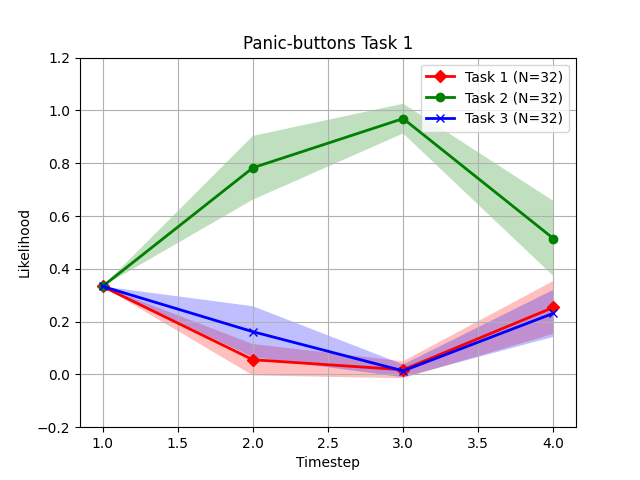 Panic-buttons Task 1
Task 1 (N=32)
Task 2 (N=32)
Task 3 (N=32)
Likelihood
1.2
1.0
0.8
0.6
0.4
0.2
0.0
−0.2
1.0 1.5 2.0 2.5 3.0 3.5 4.0
Timestep